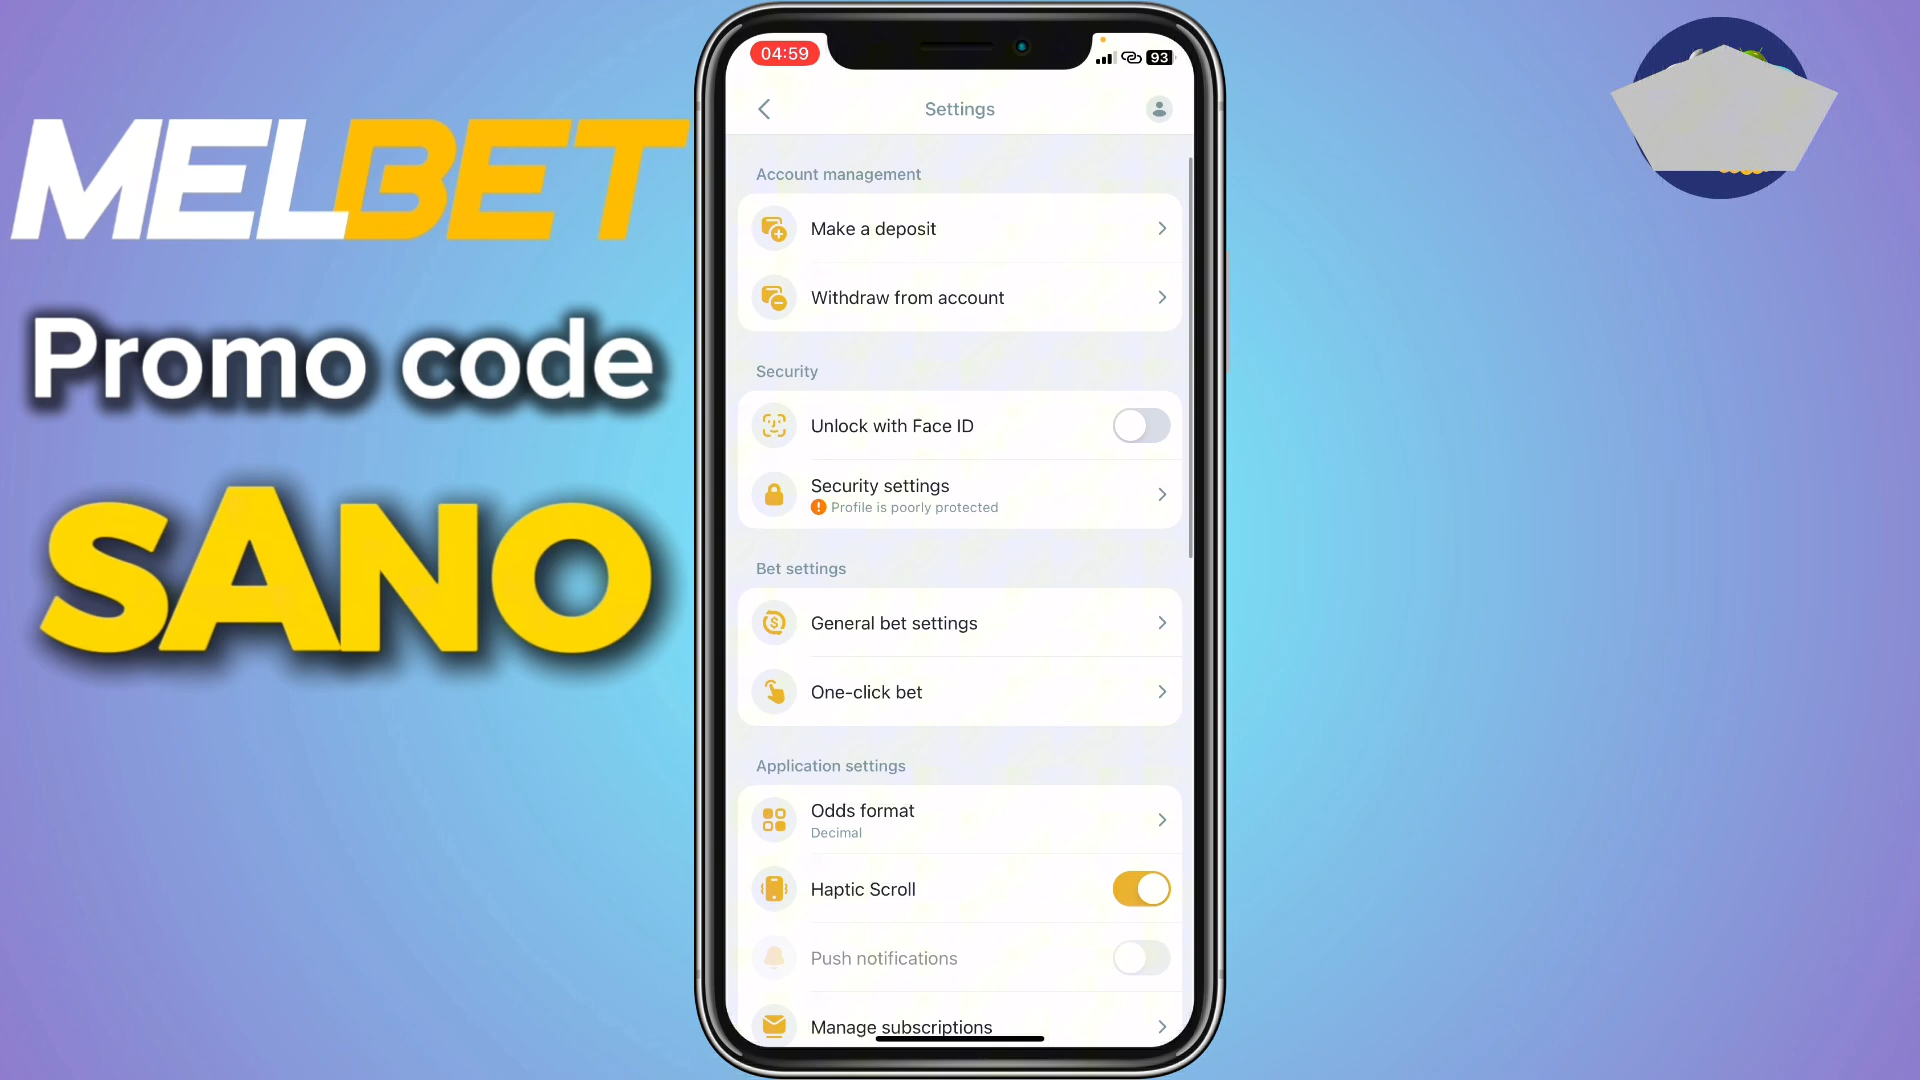 MELBET
Promo code
SANO
04:59
93
Settings
Account management
Make a deposit
Withdraw from account
Security
Unlock with Face ID
Security settings
Profile is poorly protected
Bet settings
General bet settings
One-click bet
Application settings
Odds format
Decimal
Haptic Scroll
Push notifications
Manage subscriptions